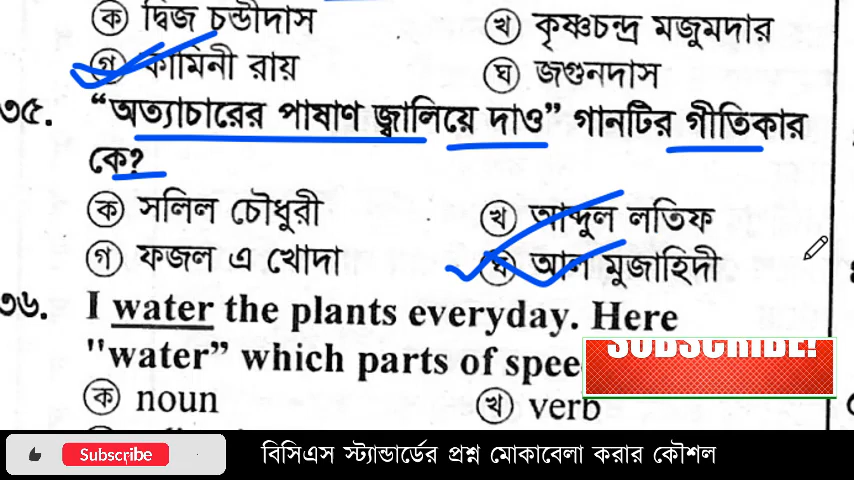 ক দ্বিজ চন্ডীদাস খ কৃষ্ণচন্দ্র মজুমদার
গ কামিনী রায় ঘ জগুনদাস
৩৫. “অত্যাচারের পাষাণ জ্বালিয়ে দাও” গানটির গীতিকার
কে?
ক সলিল চৌধুরী খ আব্দুল লতিফ
গ ফজল এ খোদা ঘ আল মুজাহিদী
৩৬. I water the plants everyday. Here
"water” which parts of spee
SUBSCRIBE!
ক noun খ verb
Subscribe বিসিএস স্ট্যান্ডার্ডের প্রশ্ন মোকাবেলা করার কৌশল